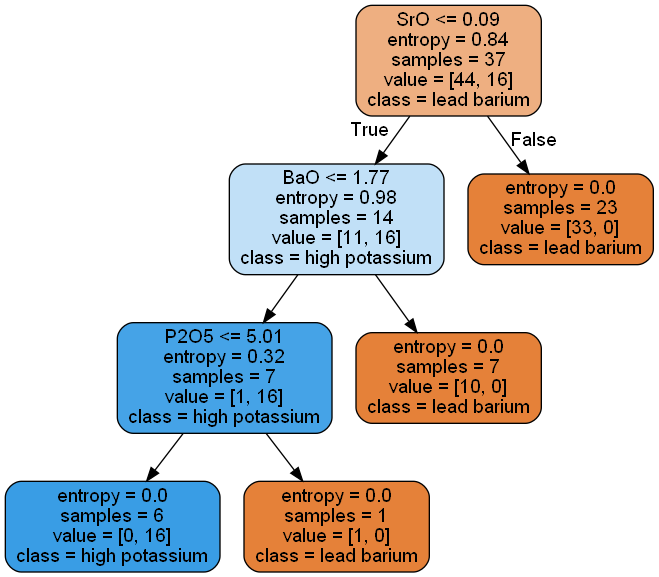 SrO <= 0.09
entropy = 0.84
samples = 37
value = [44, 16]
class = lead barium
True
False
BaO <= 1.77
entropy = 0.98
samples = 14
value = [11, 16]
class = high potassium
entropy = 0.0
samples = 23
value = [33, 0]
class = lead barium
P2O5 <= 5.01
entropy = 0.32
samples = 7
value = [1, 16]
class = high potassium
entropy = 0.0
samples = 7
value = [10, 0]
class = lead barium
entropy = 0.0
samples = 6
value = [0, 16]
class = high potassium
entropy = 0.0
samples = 1
value = [1, 0]
class = lead barium